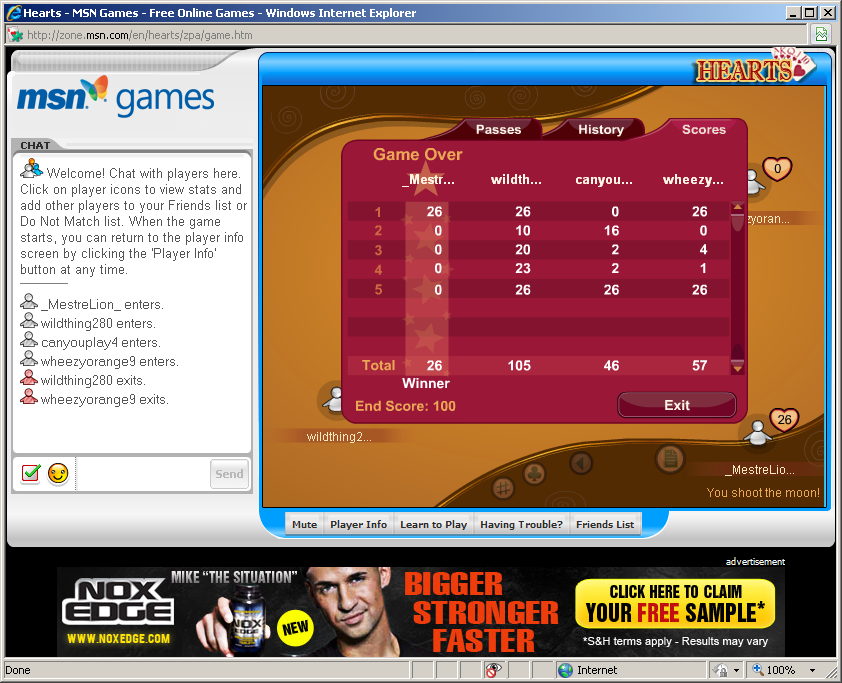 Hearts - MSN Games - Free Online Games - Windows Internet Explorer
http://zone.msn.com/en/hearts/zpa/game.htm
msn games
HEARTS
CHAT
Welcome! Chat with players here.
Click on player icons to view stats and
add other players to your Friends list or
Do Not Match list. When the game
starts, you can return to the player info
screen by clicking the 'Player Info'
button at any time.
_MestreLion_ enters.
wildthing280 enters.
canyouplay4 enters.
wheezyorange9 enters.
wildthing280 exits.
wheezyorange9 exits.
Send
Passes History Scores
Game Over
_Mestr... wildth... canyou... wheezy...
1 26 26 0 26
2 0 10 16 0
3 0 20 2 4
4 0 23 2 1
5 0 26 26 26
Total 26 105 46 57
Winner
End Score: 100
Exit
0
zyoran...
wildthing2...
26
_MestreLio...
You shoot the moon!
Mute Player Info Learn to Play Having Trouble? Friends List
advertisement
NOX EDGE
WWW.NOXEDGE.COM
MIKE "THE SITUATION"
NOX EDGE
NEW
BIGGER
STRONGER
FASTER
CLICK HERE TO CLAIM
YOUR FREE SAMPLE*
*S&H terms apply - Results may vary
Done Internet 100%